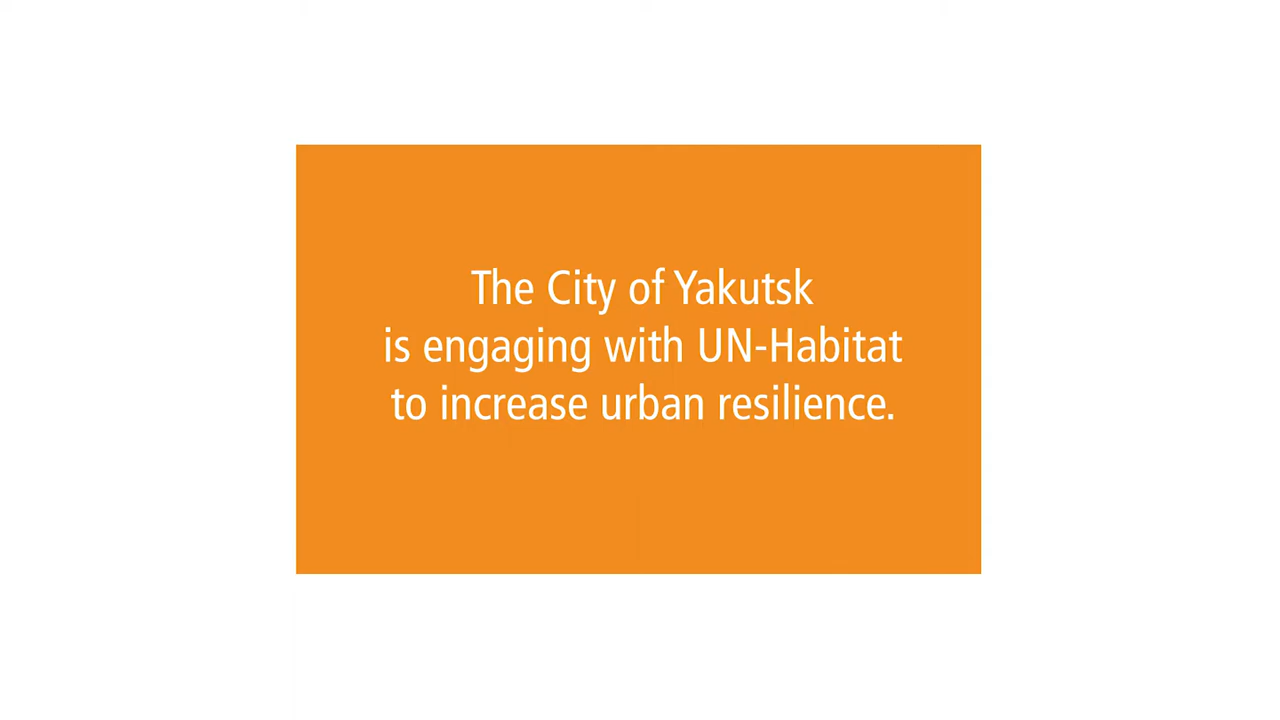 The City of Yakutsk
is engaging with UN-Habitat
to increase urban resilience.